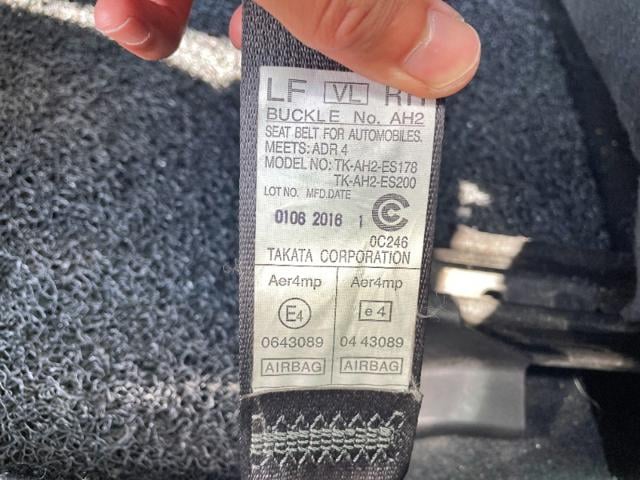 LF VL RH
BUCKLE No. AH2
SEAT BELT FOR AUTOMOBILES.
MEETS: ADR 4
MODEL NO: TK-AH2-ES178
TK-AH2-ES200
LOT NO. MFD.DATE
0106 2016 1
0C246
TAKATA CORPORATION
Aer4mp Aer4mp
E4 e4
0643089 04 43089
AIRBAG AIRBAG